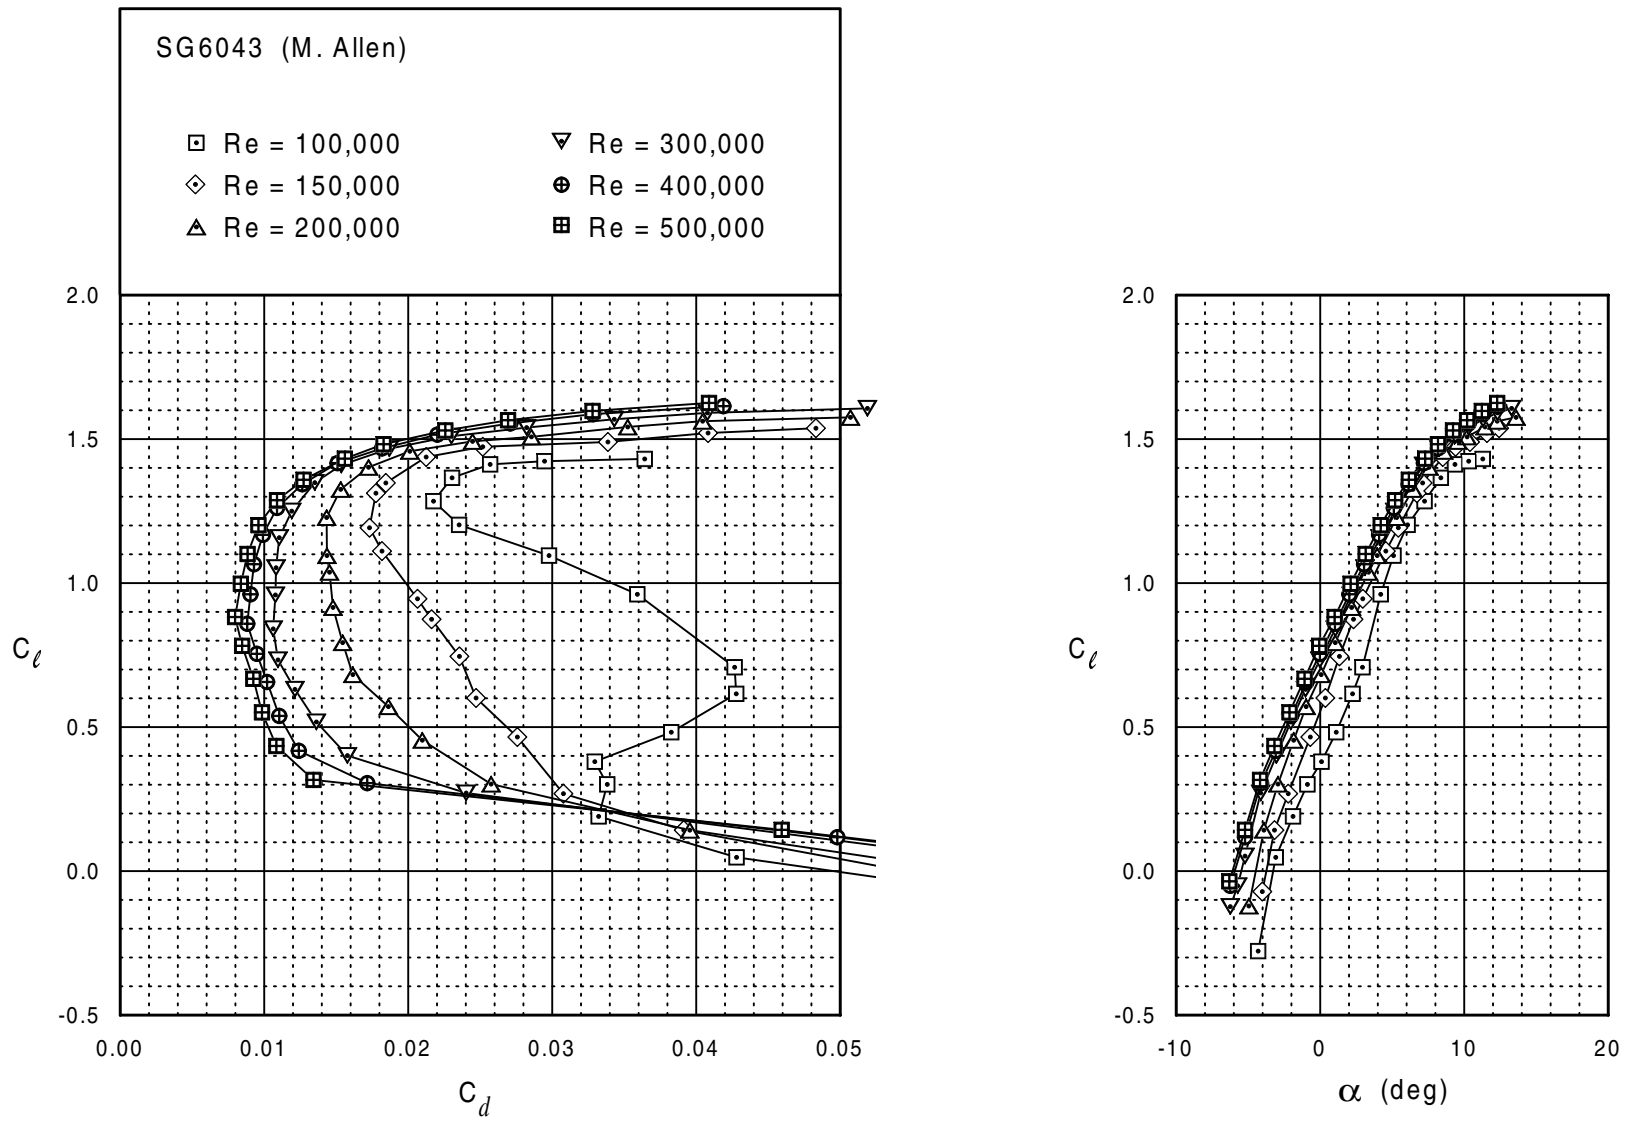 SG6043 (M. Allen)
Re = 100,000
Re = 300,000
Re = 150,000
Re = 400,000
Re = 200,000
Re = 500,000
2.0
1.5
1.0
0.5
0.0
-0.5
Cℓ
0.00 0.01 0.02 0.03 0.04 0.05
Cd
2.0
1.5
1.0
0.5
0.0
-0.5
Cℓ
-10 0 10 20
α (deg)